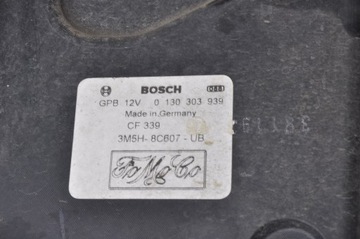 BOSCH
GPB 12V 0 130 303 939
Made in Germany
CF 339
3M5H-8C607-UB
FoMoCo